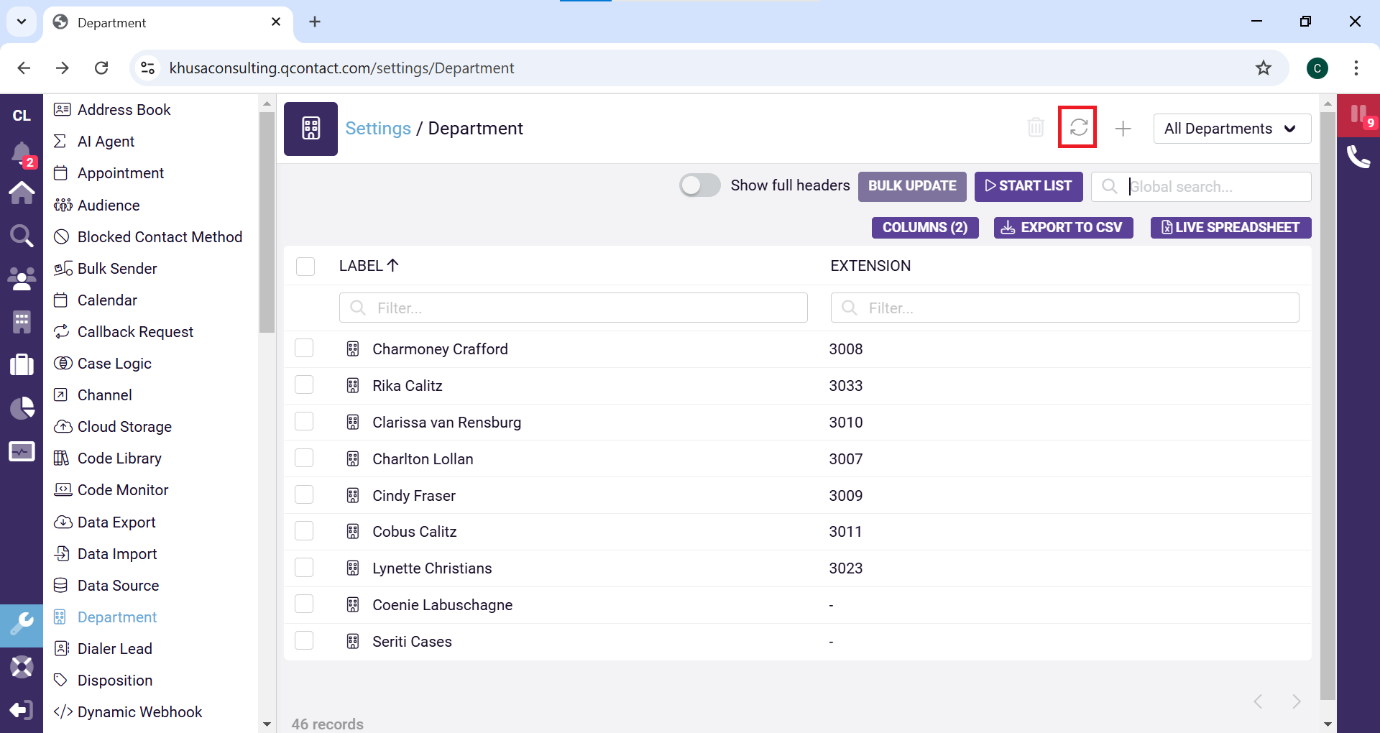 Department
khusaconsulting.qcontact.com/settings/Department
C
CL
2
9
Address Book
AI Agent
Appointment
Audience
Blocked Contact Method
Bulk Sender
Calendar
Callback Request
Case Logic
Channel
Cloud Storage
Code Library
Code Monitor
Data Export
Data Import
Data Source
Department
Dialer Lead
Disposition
Dynamic Webhook
Settings / Department
All Departments
Show full headers
BULK UPDATE
START LIST
Global search...
COLUMNS (2)
EXPORT TO CSV
LIVE SPREADSHEET
LABEL EXTENSION
Filter... Filter...
Charmoney Crafford 3008
Rika Calitz 3033
Clarissa van Rensburg 3010
Charlton Lollan 3007
Cindy Fraser 3009
Cobus Calitz 3011
Lynette Christians 3023
Coenie Labuschagne -
Seriti Cases -
46 records